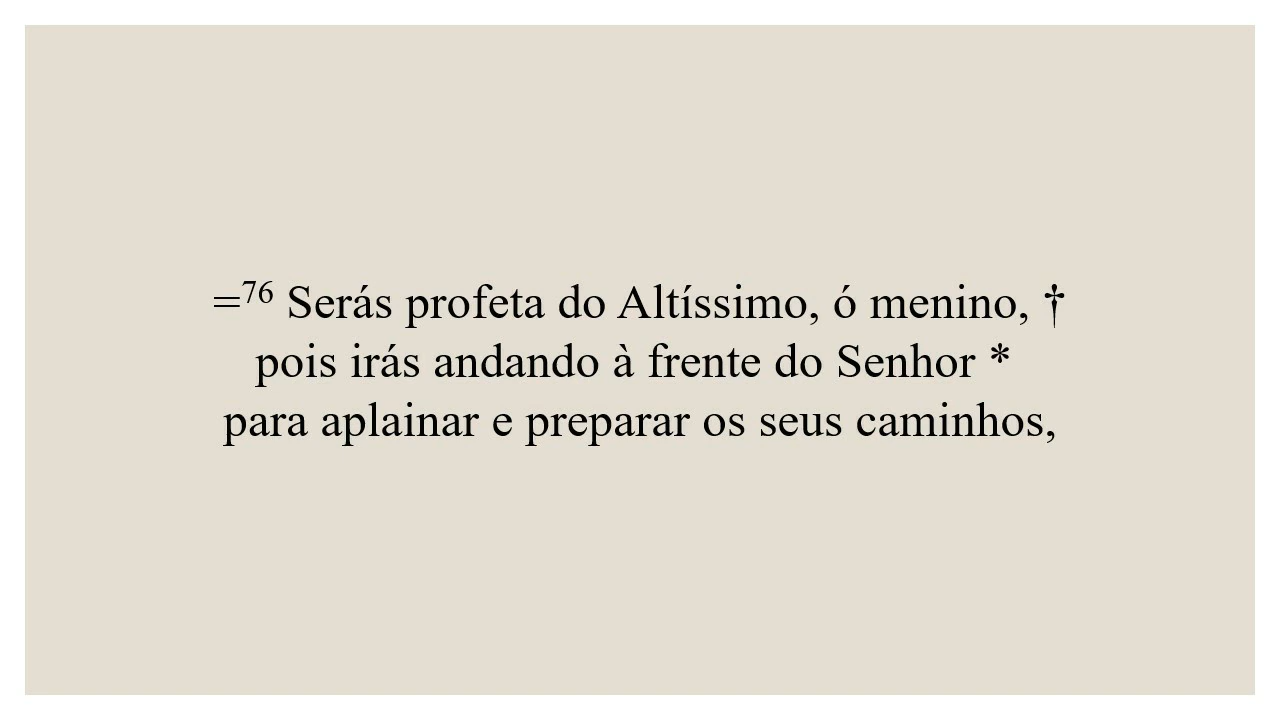 =76 Serás profeta do Altíssimo, ó menino, †
pois irás andando à frente do Senhor *
para aplainar e preparar os seus caminhos,